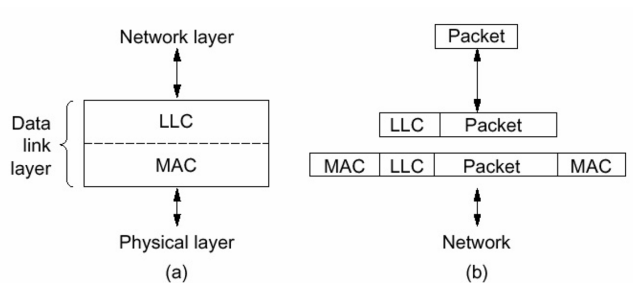 Network layer
Data
link
layer
LLC
MAC
Physical layer
(a)
Packet
LLC Packet
MAC LLC Packet MAC
Network
(b)